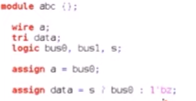 module abc {};
wire a;
tri data;
logic bus0, bus1, s;
assign a = bus0;
assign data = s ? bus0 : 1'bz;